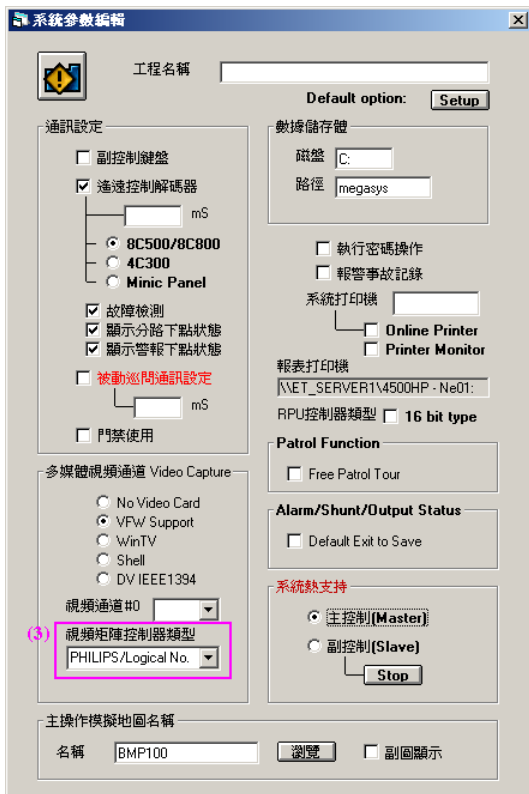 系統參數編輯
工程名稱
Default option: Setup
通訊設定
副控制鍵盤
遙遠控制解碼器
mS
8C500/8C800
4C300
Minic Panel
故障檢測
顯示分路下點狀態
顯示警報下點狀態
被動巡問通訊設定
mS
門禁使用
數據儲存體
磁盤 C:
路徑 megasys
執行密碼操作
報警事故記錄
系統打印機
Online Printer
Printer Monitor
報表打印機
\\ET_SERVER1\4500HP - Ne01:
RPU控制器類型 16 bit type
Patrol Function
Free Patrol Tour
Alarm/Shunt/Output Status
Default Exit to Save
多媒體視頻通道 Video Capture
No Video Card
VFW Support
WinTV
Shell
DV IEEE1394
視頻通道#0
(3) 視頻矩陣控制器類型
PHILIPS/Logical No.
系統熱支持
主控制(Master)
副控制(Slave)
Stop
主操作模擬地圖名稱
名稱 BMP100 瀏覽 副圖顯示